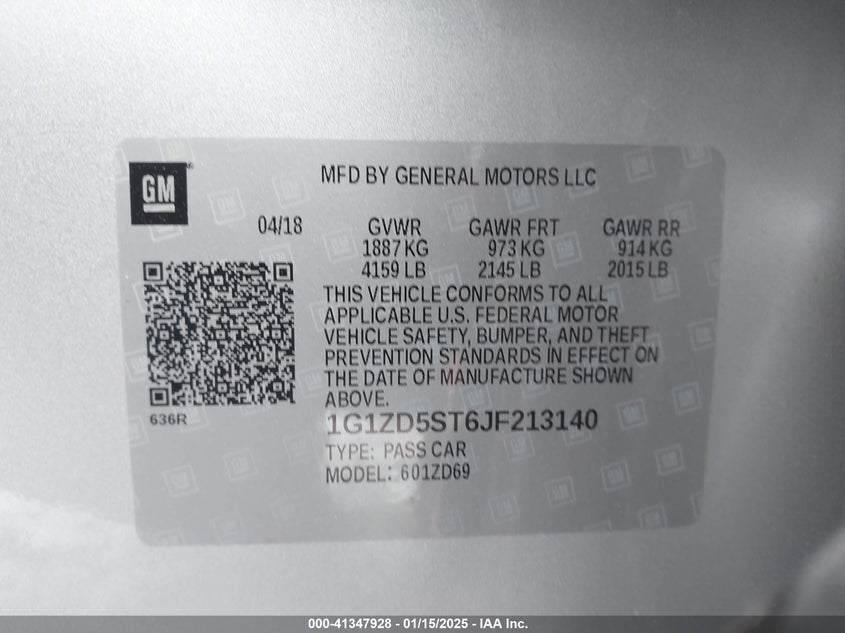 GM
MFD BY GENERAL MOTORS LLC
04/18 GVWR GAWR FRT GAWR RR
1887 KG 973 KG 914 KG
4159 LB 2145 LB 2015 LB
THIS VEHICLE CONFORMS TO ALL
APPLICABLE U.S. FEDERAL MOTOR
VEHICLE SAFETY, BUMPER, AND THEFT
PREVENTION STANDARDS IN EFFECT ON
THE DATE OF MANUFACTURE SHOWN
ABOVE.
636R
1G1ZD5ST6JF213140
TYPE: PASS CAR
MODEL: 601ZD69
000-41347928 - 01/15/2025 - IAA Inc.